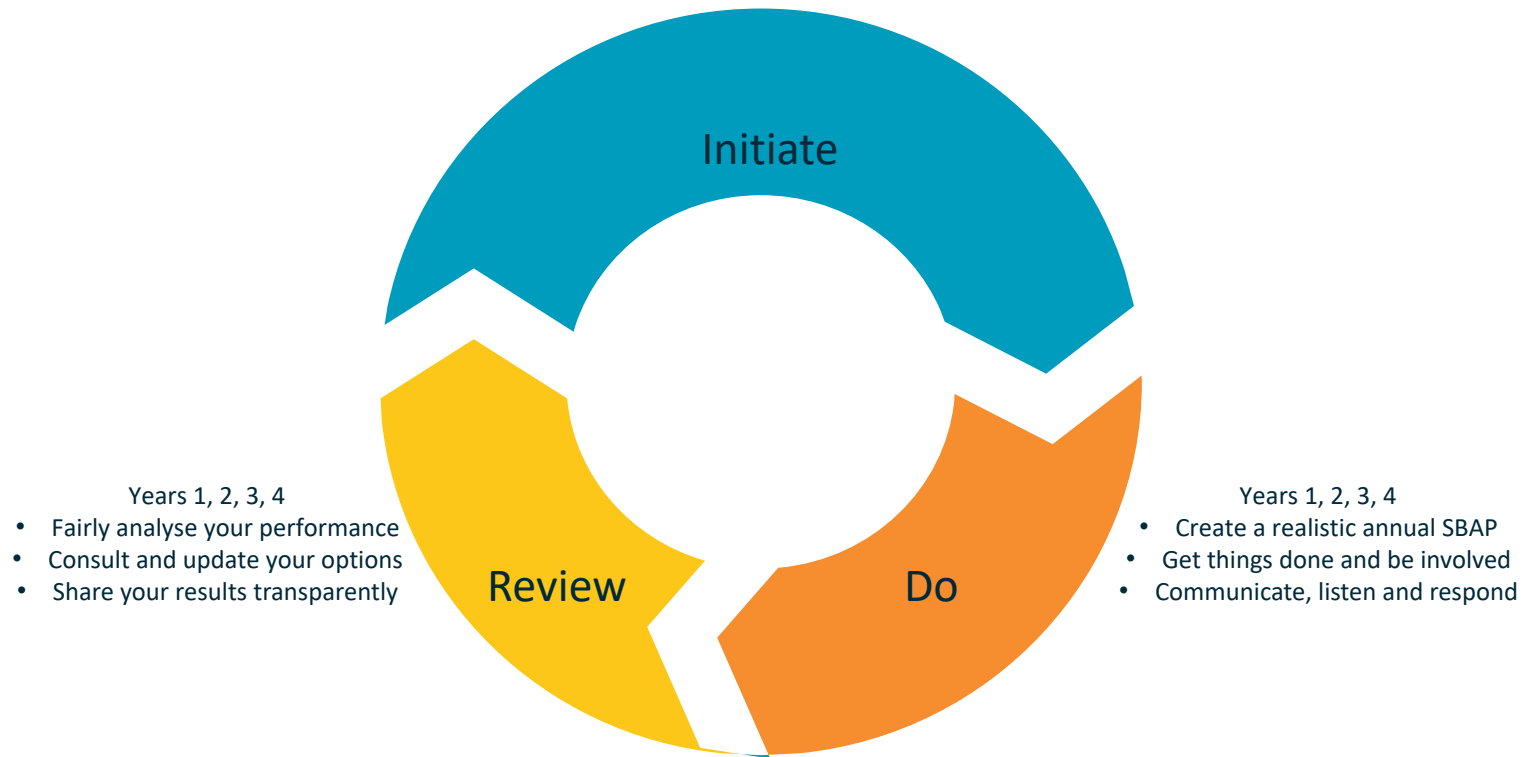 Initiate
Years 1, 2, 3, 4
• Fairly analyse your performance
• Consult and update your options
• Share your results transparently
Review
Do
Years 1, 2, 3, 4
• Create a realistic annual SBAP
• Get things done and be involved
• Communicate, listen and respond